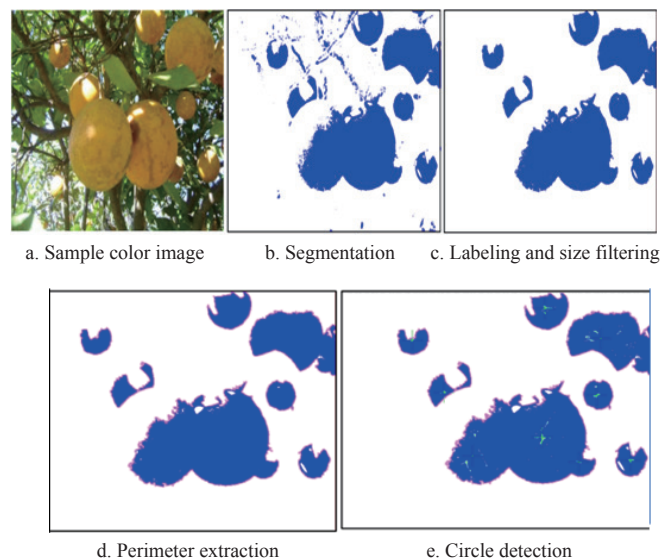 a. Sample color image b. Segmentation c. Labeling and size filtering
d. Perimeter extraction e. Circle detection